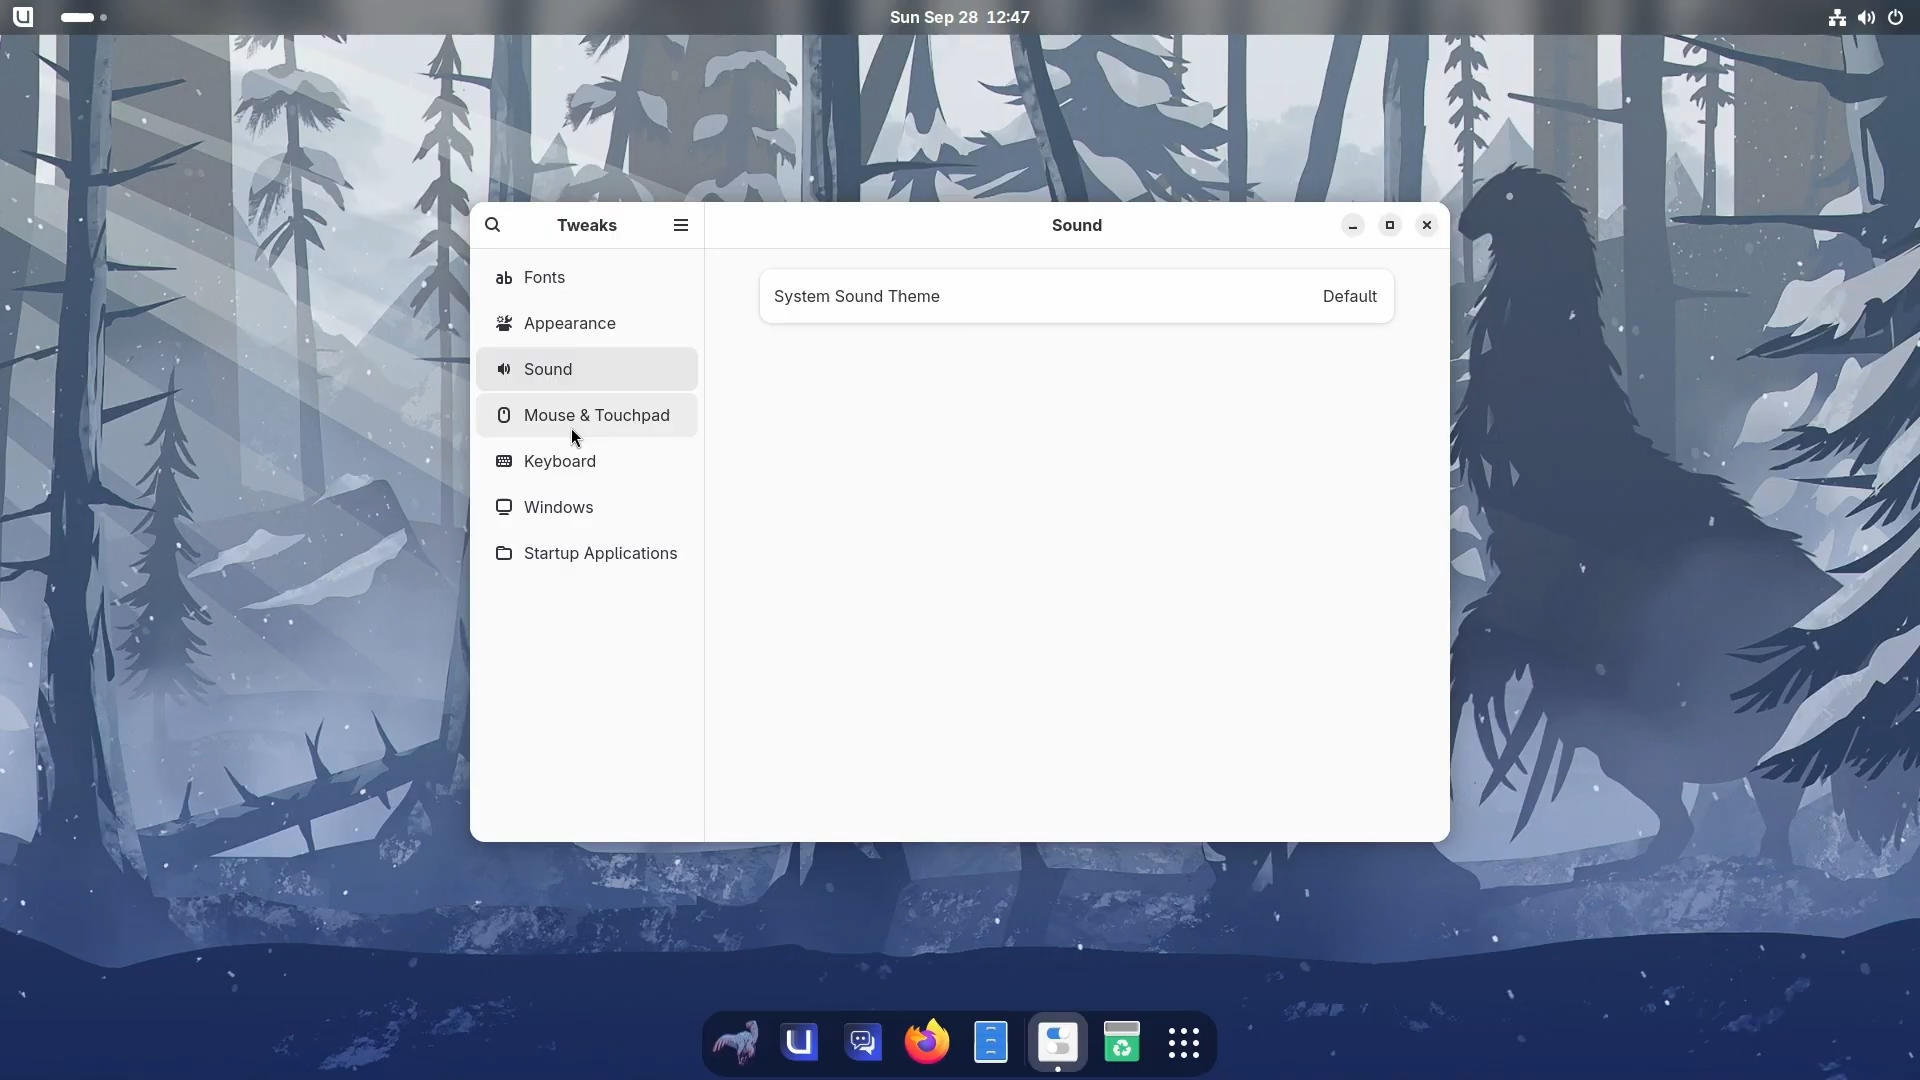 Sun Sep 28 12:47
Tweaks
Sound
ab Fonts
Appearance
Sound
Mouse & Touchpad
Keyboard
Windows
Startup Applications
System Sound Theme Default